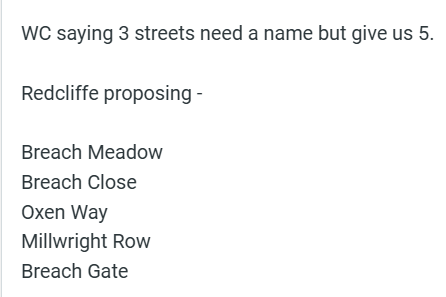 WC saying 3 streets need a name but give us 5.
Redcliffe proposing -
Breach Meadow
Breach Close
Oxen Way
Millwright Row
Breach Gate